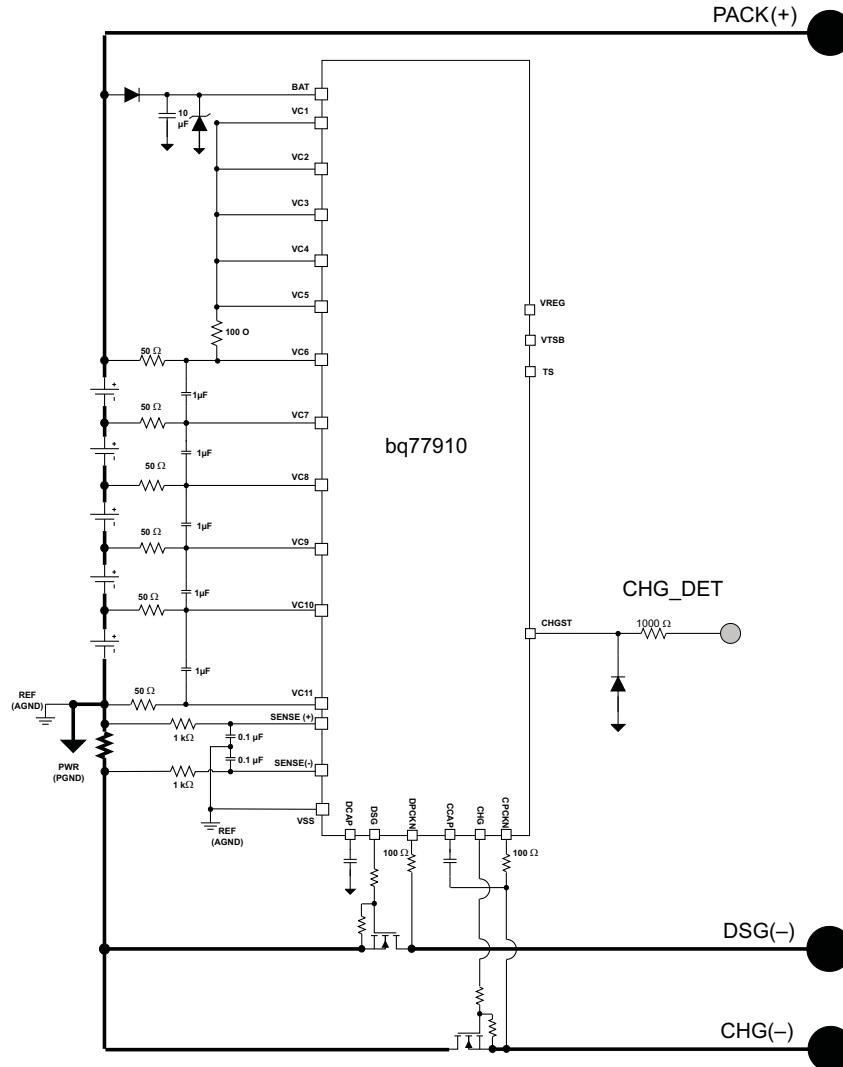 PACK(+)
BAT
10
µF
VC1
VC2
VC3
VC4
VC5
100 O
VREG
VTSB
TS
50 Ω
VC6
+
1µF
50 Ω
VC7
bq77910
+
1µF
50 Ω
VC8
+
1µF
50 Ω
VC9
+
1µF
50 Ω
VC10
CHG_DET
CHGST
1000 Ω
+
1µF
50 Ω
VC11
REF
(AGND)
SENSE (+)
1 kΩ
0.1 µF
0.1 µF
PWR
(PGND)
SENSE(-)
1 kΩ
VSS
REF
(AGND)
DCAP
DSG
DPCKN
CCAP
CHG
CPCKN
100 Ω
100 Ω
DSG(–)
CHG(–)